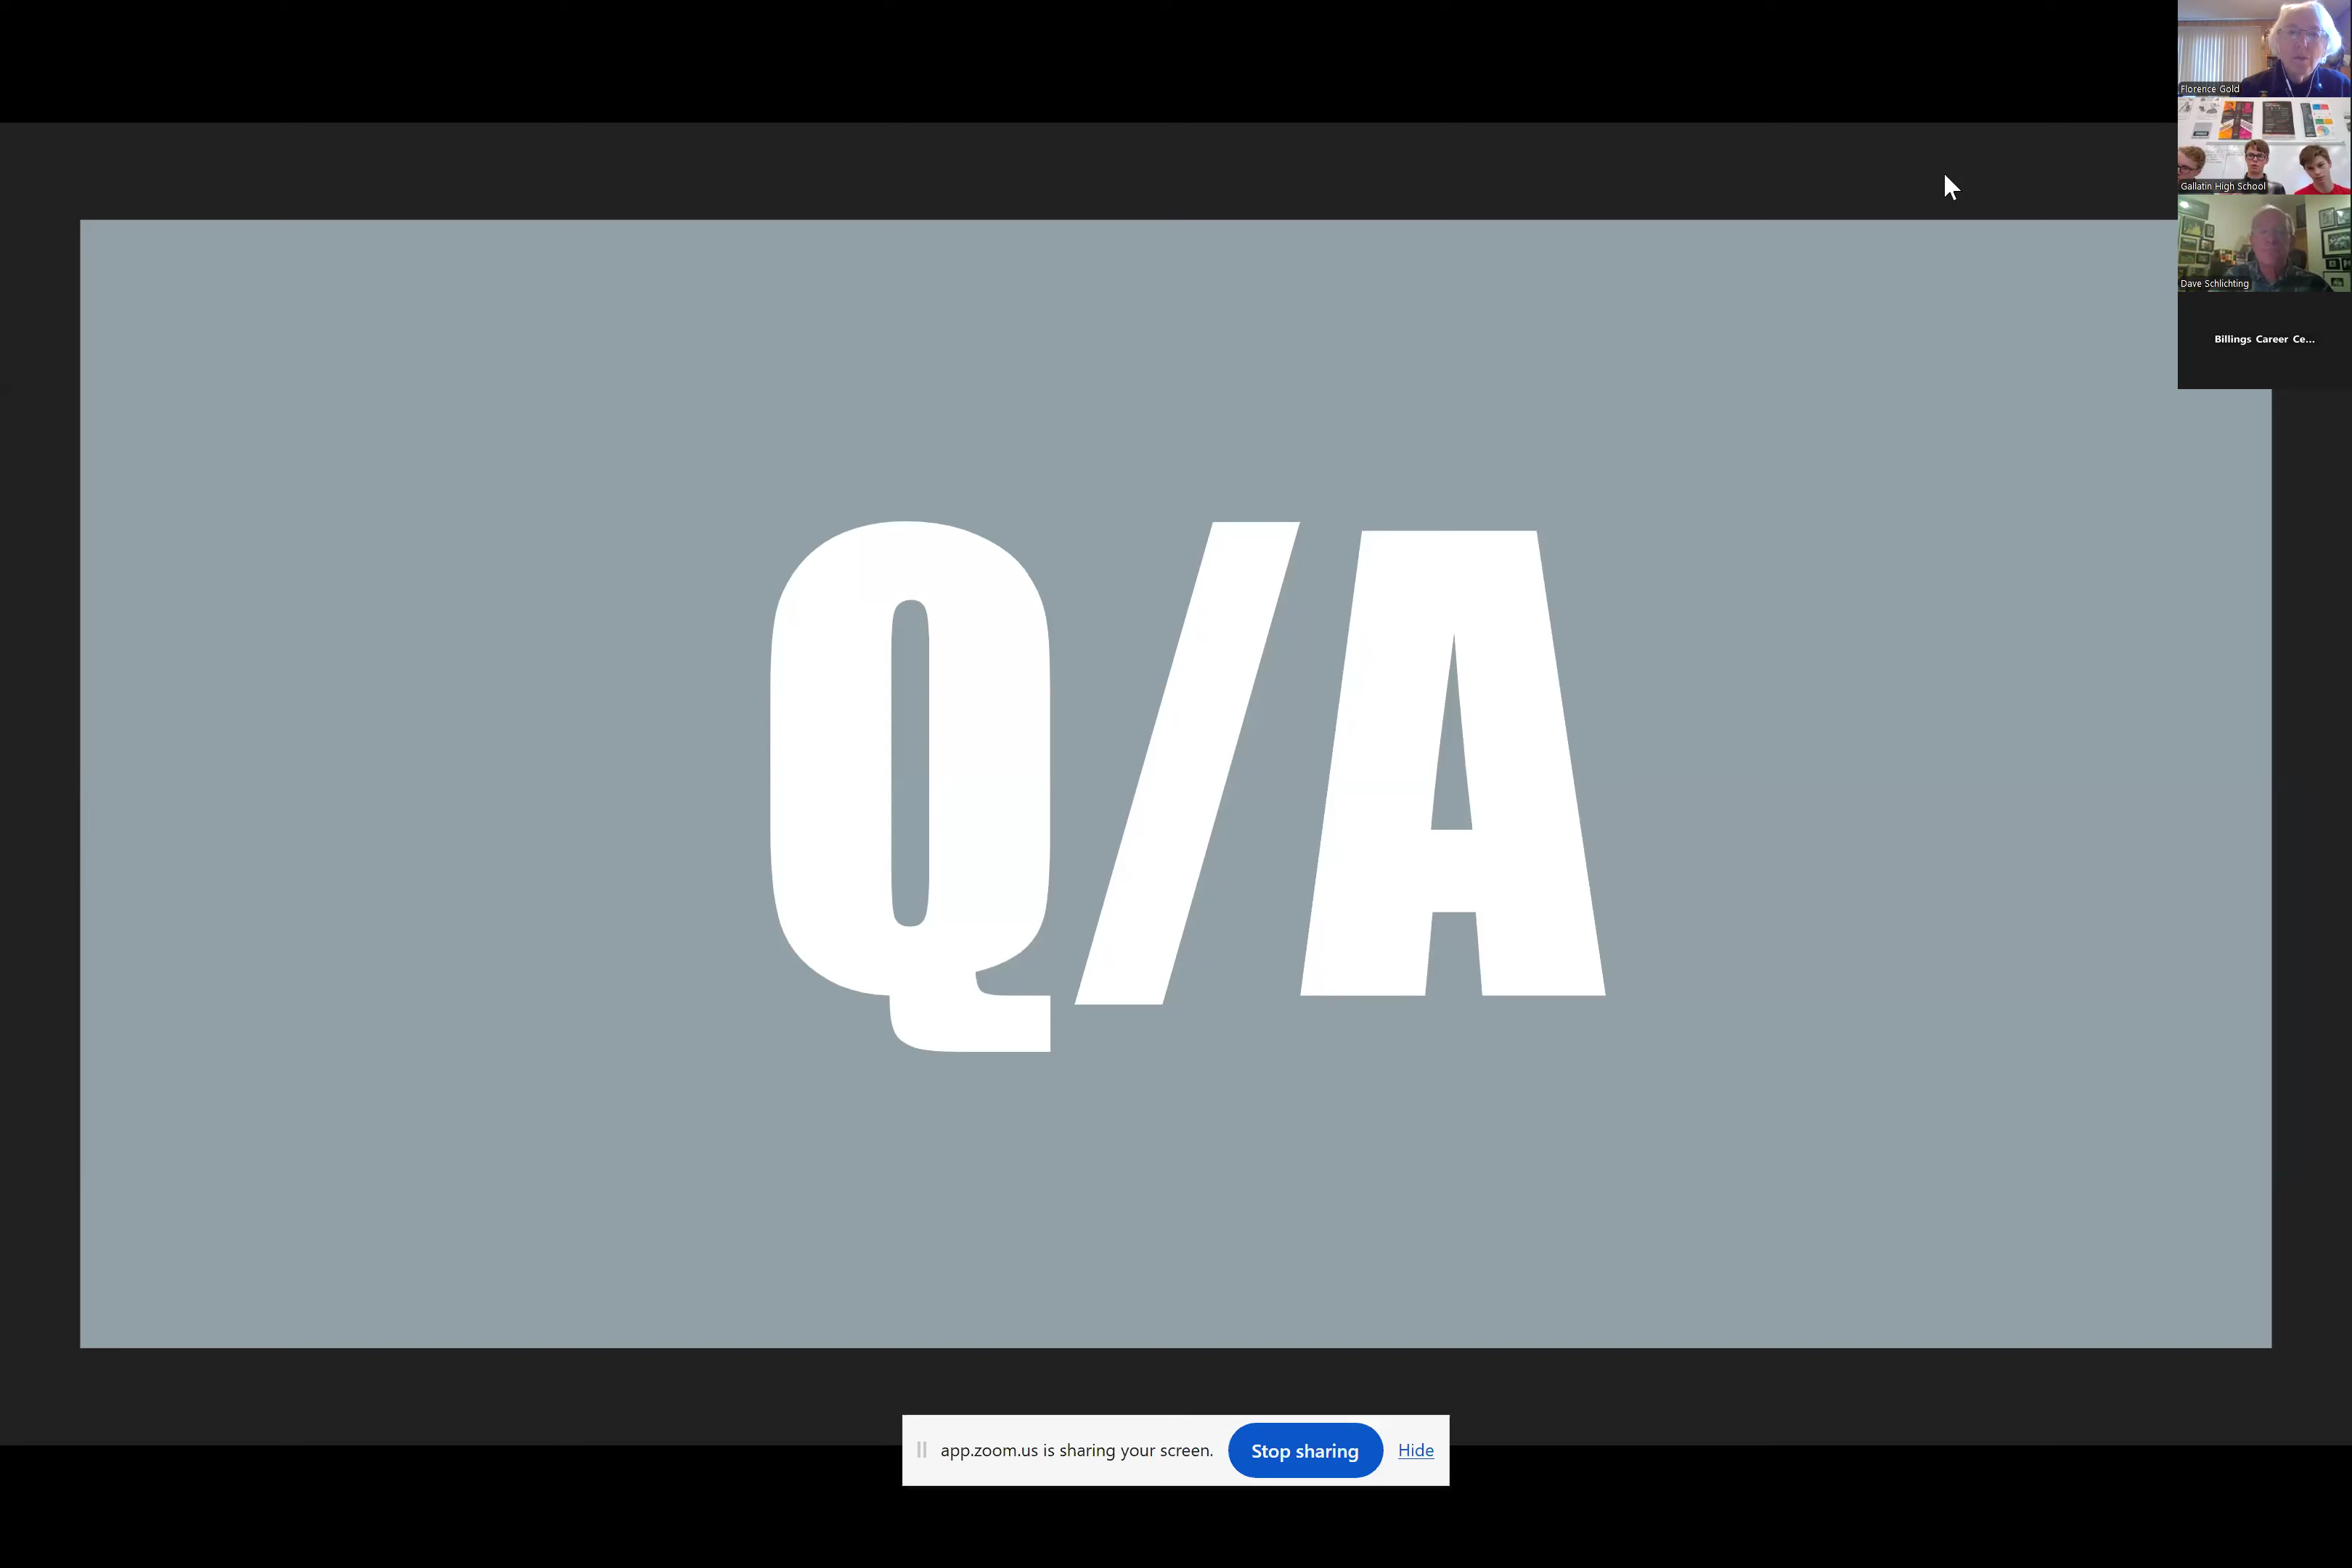 Florence Gold
Gallatin High School
Dave Schlichting
Billings Career Ce...
Q/A
app.zoom.us is sharing your screen.
Stop sharing
Hide